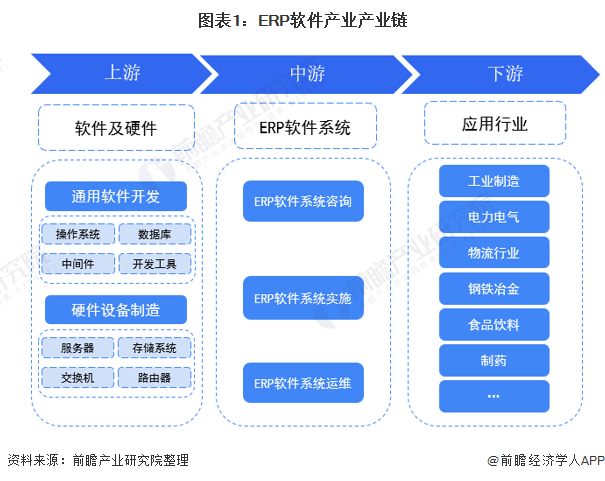 图表1：ERP软件产业产业链
上游
中游
下游
软件及硬件
ERP软件系统
应用行业
通用软件开发
操作系统
数据库
中间件
开发工具
硬件设备制造
服务器
存储系统
交换机
路由器
ERP软件系统咨询
ERP软件系统实施
ERP软件系统运维
工业制造
电力电气
物流行业
钢铁冶金
食品饮料
制药
...
前瞻产业研究院
资料来源：前瞻产业研究院整理
@前瞻经济学人APP